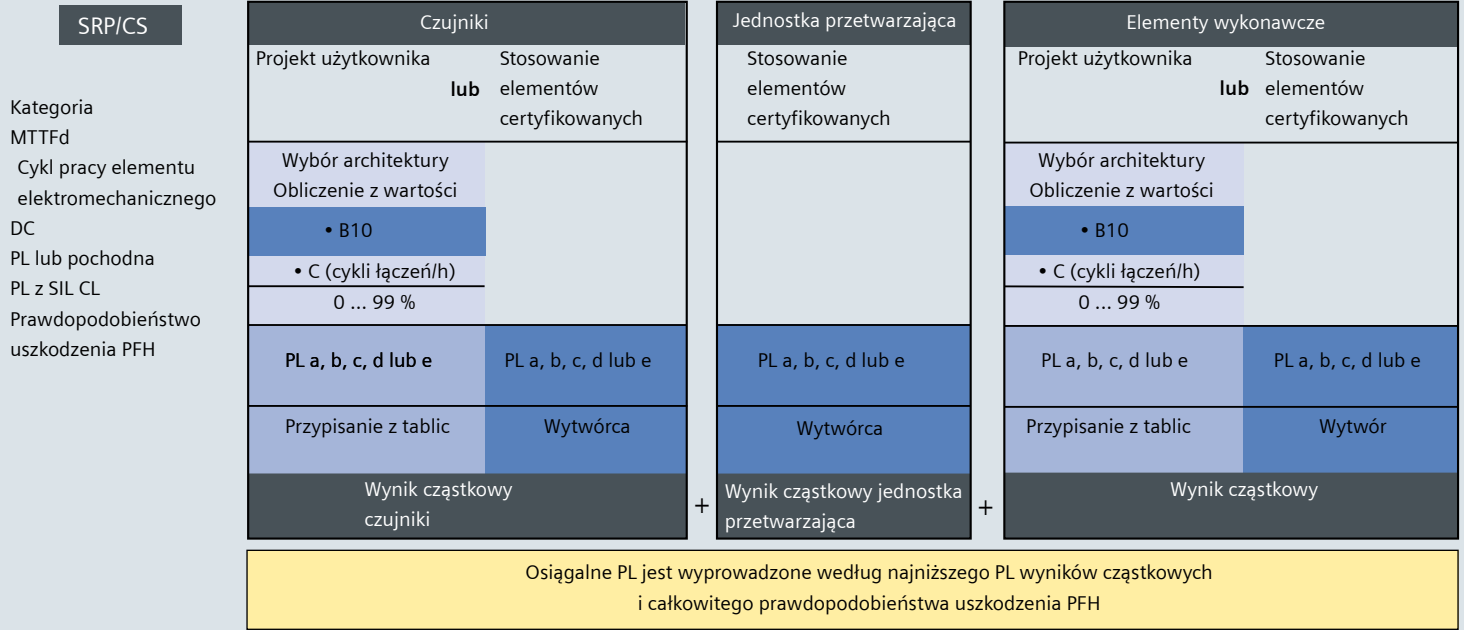 SRP/CS
Kategoria
MTTFd
Cykl pracy elementu
elektromechanicznego
DC
PL lub pochodna
PL z SIL CL
Prawdopodobieństwo
uszkodzenia PFH
Czujniki
Projekt użytkownika
lub
Stosowanie
elementów
certyfikowanych
Wybór architektury
Obliczenie z wartości
• B10
• C (cykli łączeń/h)
0 ... 99 %
PL a, b, c, d lub e
PL a, b, c, d lub e
Przypisanie z tablic
Wytwórca
Wynik cząstkowy
czujniki
+
Jednostka przetwarzająca
Stosowanie
elementów
certyfikowanych
PL a, b, c, d lub e
Wytwórca
Wynik cząstkowy jednostka
przetwarzająca
+
Elementy wykonawcze
Projekt użytkownika
lub
Stosowanie
elementów
certyfikowanych
Wybór architektury
Obliczenie z wartości
• B10
• C (cykli łączeń/h)
0 ... 99 %
PL a, b, c, d lub e
PL a, b, c, d lub e
Przypisanie z tablic
Wytwór
Wynik cząstkowy
Osiągalne PL jest wyprowadzone według najniższego PL wyników cząstkowych
i całkowitego prawdopodobieństwa uszkodzenia PFH